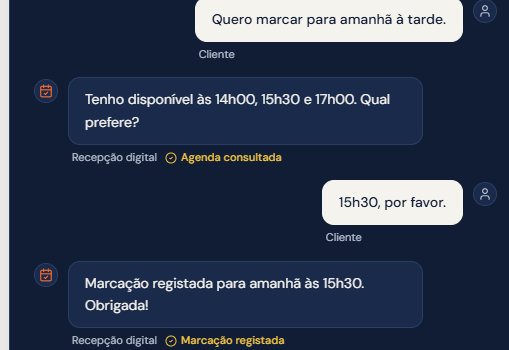 Quero marcar para amanhã à tarde.
Cliente
Tenho disponível às 14h00, 15h30 e 17h00. Qual
prefere?
Recepção digital Agenda consultada
15h30, por favor.
Cliente
Marcação registada para amanhã às 15h30.
Obrigada!
Recepção digital Marcação registada